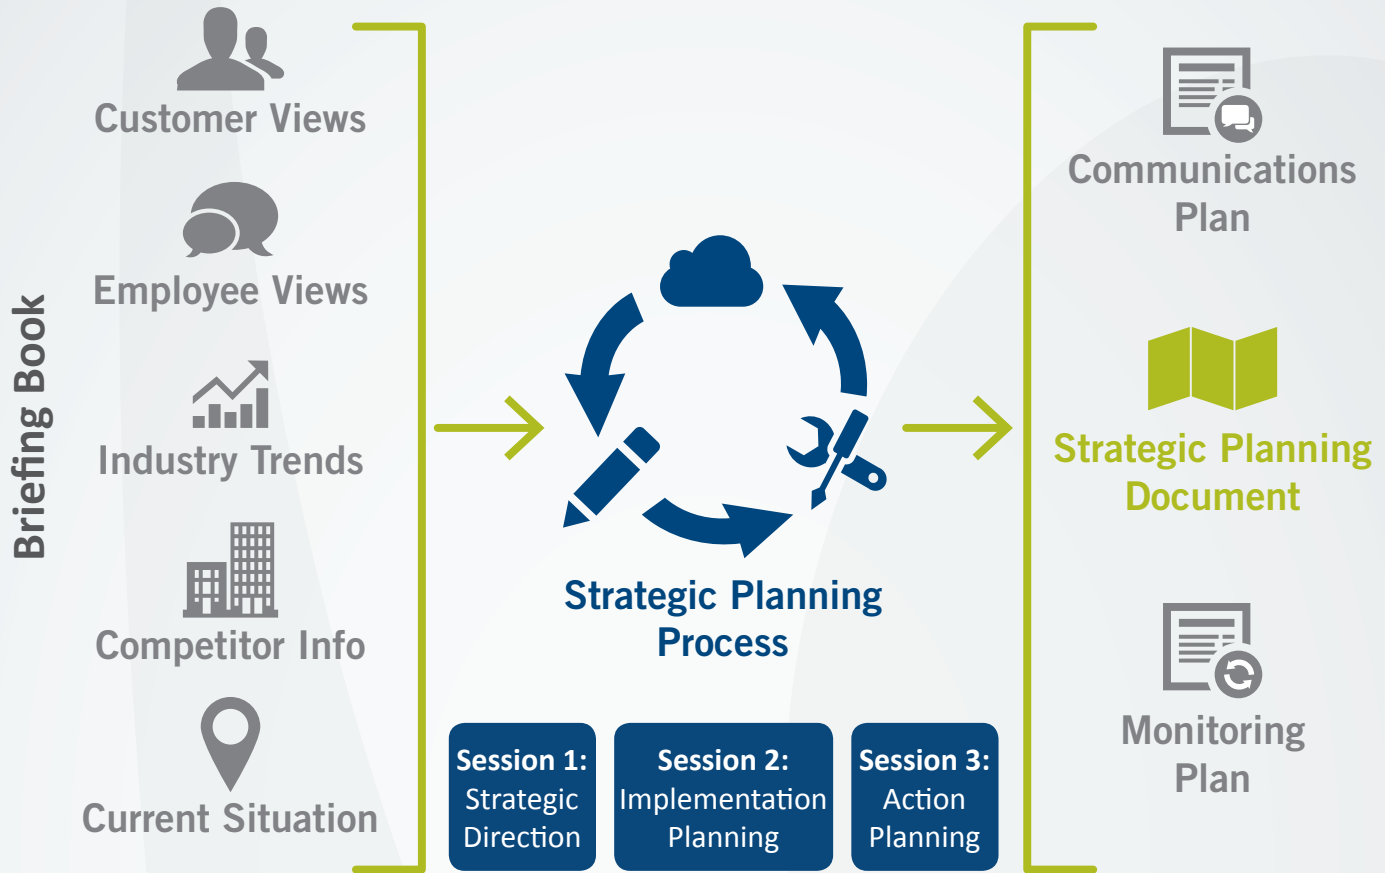 Briefing Book
Customer Views
Employee Views
Industry Trends
Competitor Info
Current Situation
Strategic Planning
Process
Session 1:
Strategic
Direction
Session 2:
Implementation
Planning
Session 3:
Action
Planning
Communications
Plan
Strategic Planning
Document
Monitoring
Plan